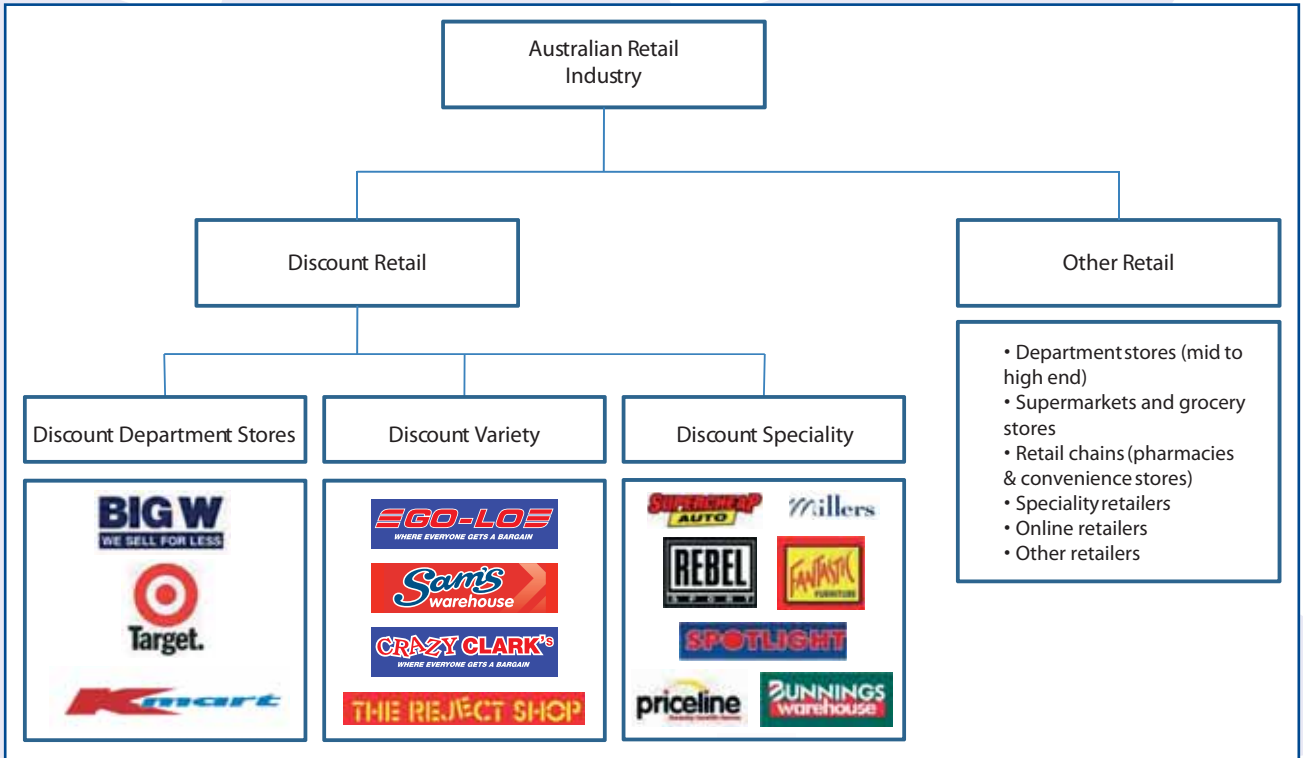 Australian Retail
Industry
Discount Retail
Other Retail
• Department stores (mid to
high end)
• Supermarkets and grocery
stores
• Retail chains (pharmacies
& convenience stores)
• Speciality retailers
• Online retailers
• Other retailers
Discount Department Stores
Discount Variety
Discount Speciality
BIG W
WE SELL FOR LESS
Target.
Kmart
GO-LO
WHERE EVERYONE GETS A BARGAIN
Sam's
warehouse
CRAZY CLARK'S
WHERE EVERYONE GETS A BARGAIN
THE REJECT SHOP
SUPERCHEAP
AUTO
Millers
REBEL
SPORT
FANTASTIC
FURNITURE
SPOTLIGHT
priceline
BUNNINGS
warehouse